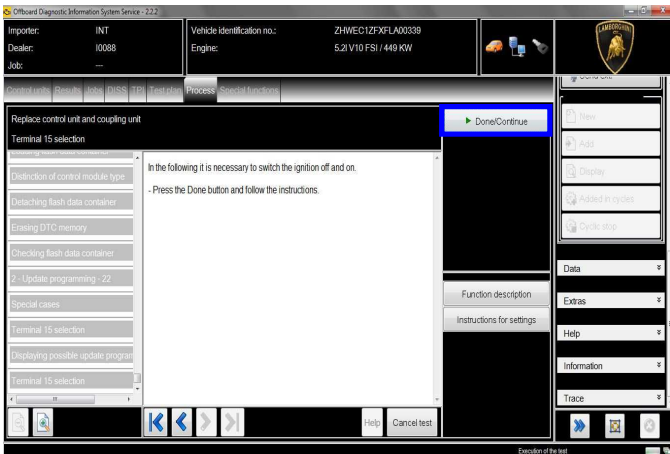 Offboard Diagnostic Information System Service - 2.2.2
Importer: INT
Dealer: I0088
Job: ---
Vehicle identification no.: ZHWEC1ZFXFLA00339
Engine: 5.2l V10 FSI / 449 KW
LAMBORGHINI
Control units Results Jobs DISS TPI Test plan Process Special functions
Replace control unit and coupling unit
Terminal 15 selection
Done/Continue
Distinction of control module type
Detaching flash data container
Erasing DTC memory
Checking flash data container
2 - Update programming - 22
Special cases
Terminal 15 selection
Displaying possible update program
Terminal 15 selection
In the following it is necessary to switch the ignition off and on.
- Press the Done button and follow the instructions.
Function description
Instructions for settings
Help
Cancel test
New
Add
Display
Added in cycles
Cyclic stop
Data
Extras
Help
Information
Trace
Execution of the test